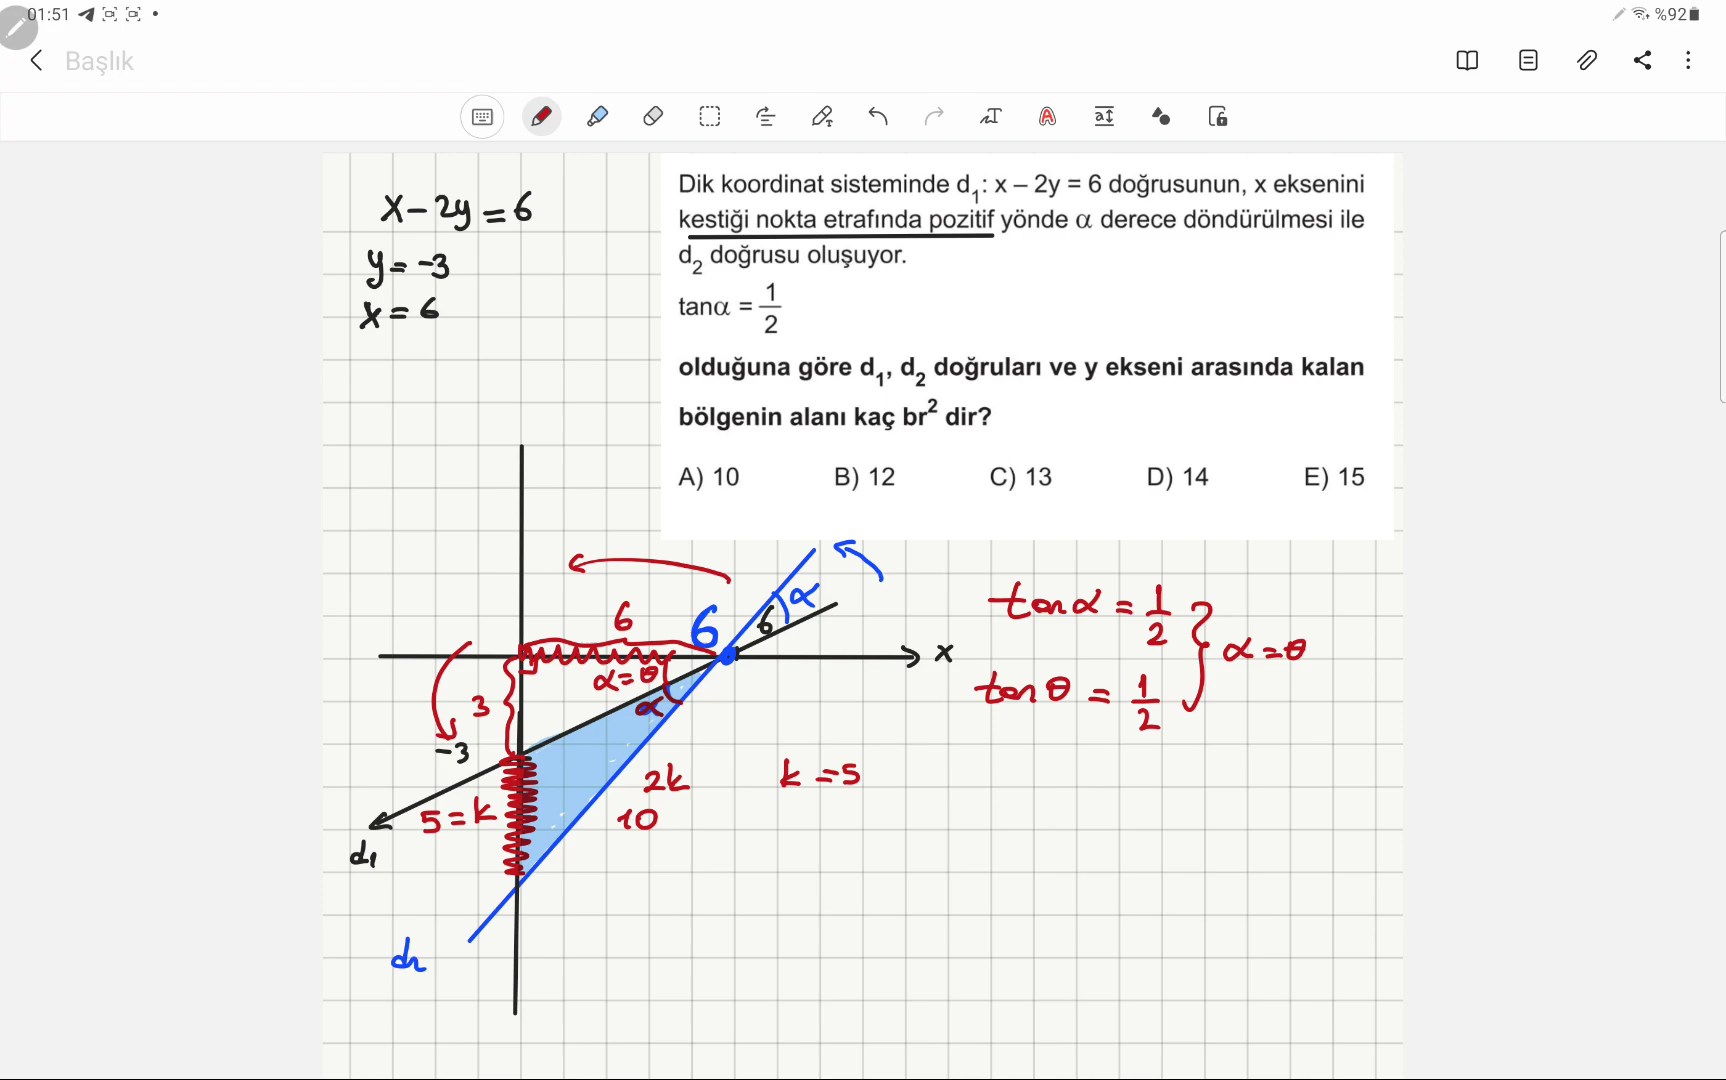 01:51
%92
Başlık
x - 2y = 6
y = -3
x = 6
Dik koordinat sisteminde d1: x – 2y = 6 doğrusunun, x eksenini
kestiği nokta etrafında pozitif yönde α derece döndürülmesi ile
d2 doğrusu oluşuyor.
tanα = 1/2
olduğuna göre d1, d2 doğruları ve y ekseni arasında kalan
bölgenin alanı kaç br² dir?
A) 10 B) 12 C) 13 D) 14 E) 15
6
6
6
α
x
α=θ
α
3
-3
5=k
2k
10
k=5
d1
d2
tanα = 1/2
tanθ = 1/2
α=θ